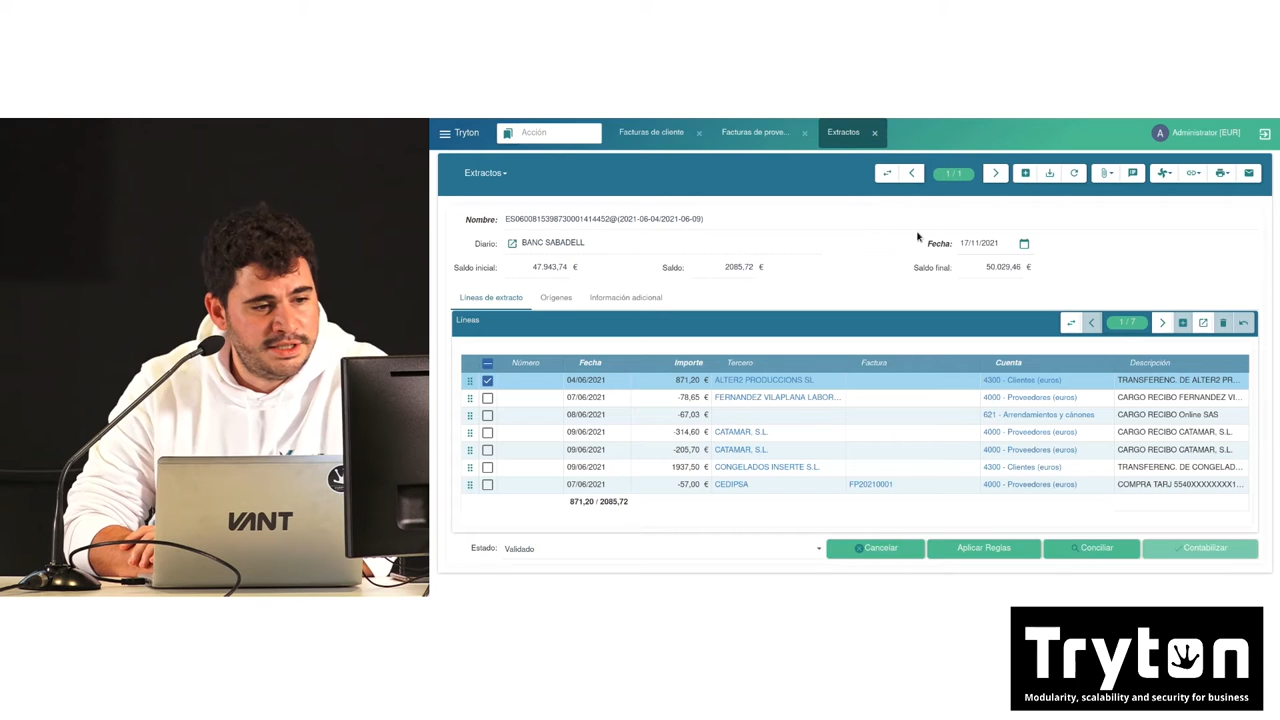 Tryton
Acción
Facturas de cliente
Facturas de prove...
Extractos
A
Administrator [EUR]
Extractos
1 / 1
Nombre: ES0600815398730001414452@(2021-06-04/2021-06-09)
Diario: BANC SABADELL
Fecha: 17/11/2021
Saldo inicial: 47.943,74 €
Saldo: 2085,72 €
Saldo final: 50.029,46 €
Líneas de extracto
Orígenes
Información adicional
Líneas
1 / 7
Número Fecha Importe Tercero Factura Cuenta Descripción
04/06/2021 871,20 € ALTER2 PRODUCCIONS SL 4300 - Clientes (euros) TRANSFERENC. DE ALTER2 PR...
07/06/2021 -78,65 € FERNANDEZ VILAPLANA LABOR... 4000 - Proveedores (euros) CARGO RECIBO FERNANDEZ VI...
08/06/2021 -67,03 € 621 - Arrendamientos y cánones CARGO RECIBO Online SAS
09/06/2021 -314,60 € CATAMAR, S.L. 4000 - Proveedores (euros) CARGO RECIBO CATAMAR, S.L.
09/06/2021 -205,70 € CATAMAR, S.L. 4000 - Proveedores (euros) CARGO RECIBO CATAMAR, S.L.
09/06/2021 1937,50 € CONGELADOS INSERTE S.L. 4300 - Clientes (euros) TRANSFERENC. DE CONGELAD...
07/06/2021 -57,00 € CEDIPSA FP20210001 4000 - Proveedores (euros) COMPRA TARJ 5540XXXXXXXX1...
871,20 / 2085,72
Estado: Validado
Cancelar
Aplicar Reglas
Conciliar
Contabilizar
VANT
Tryton
Modularity, scalability and security for business